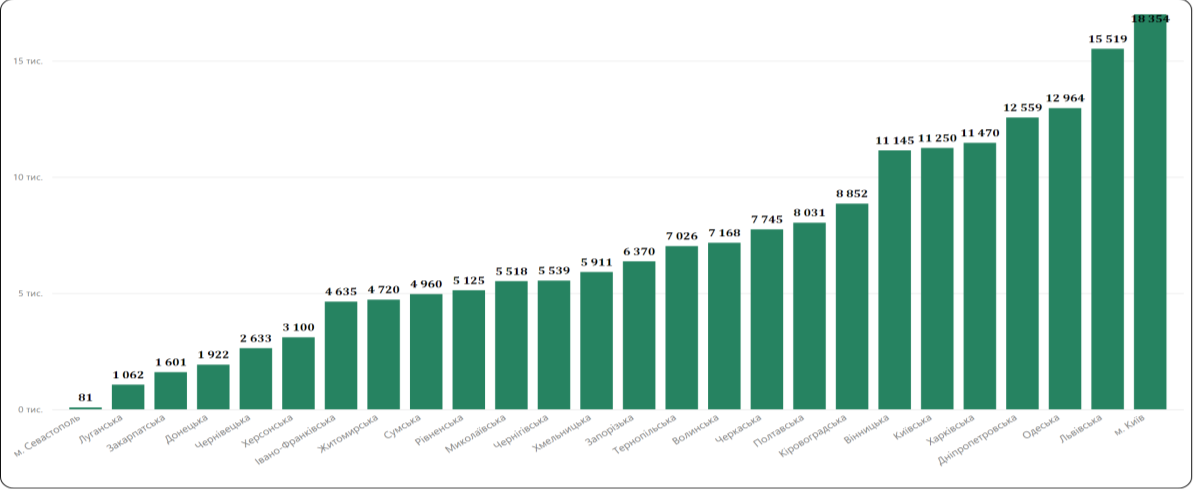 18 354
15 519
15 тис.
12 964
12 559
11 470
11 250
11 145
10 тис.
8 852
8 031
7 745
7 168
7 026
6 370
5 911
5 539
5 518
5 125
4 960
4 720
4 635
5 тис.
3 100
2 633
1 922
1 601
1 062
81
0 тис.
м. Севастополь
Луганська
Закарпатська
Донецька
Чернівецька
Херсонська
Івано-Франківська
Житомирська
Сумська
Рівненська
Миколаївська
Чернігівська
Хмельницька
Запорізька
Тернопільська
Волинська
Черкаська
Полтавська
Кіровоградська
Вінницька
Київська
Харківська
Дніпропетровська
Одеська
Львівська
м. Київ